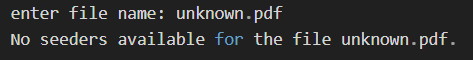 enter file name: unknown.pdf
No seeders available for the file unknown.pdf.